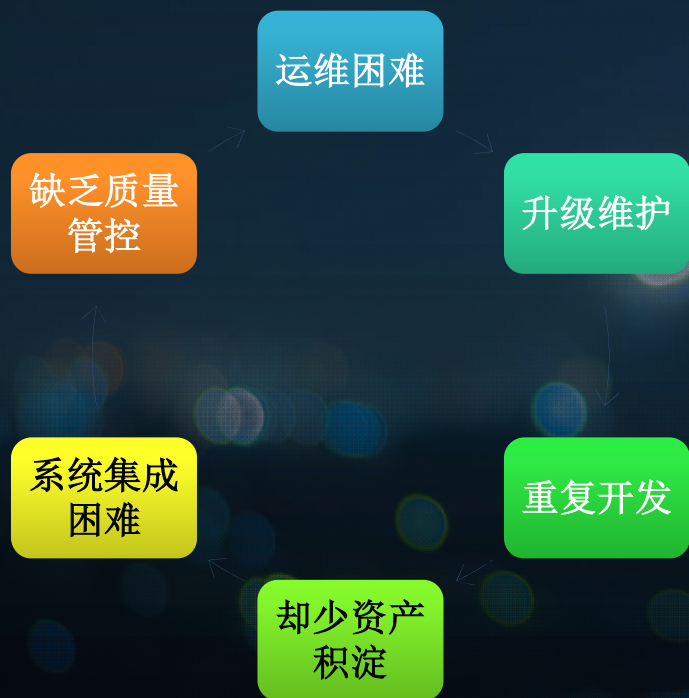 运维困难
升级维护
重复开发
却少资产
积淀
系统集成
困难
缺乏质量
管控